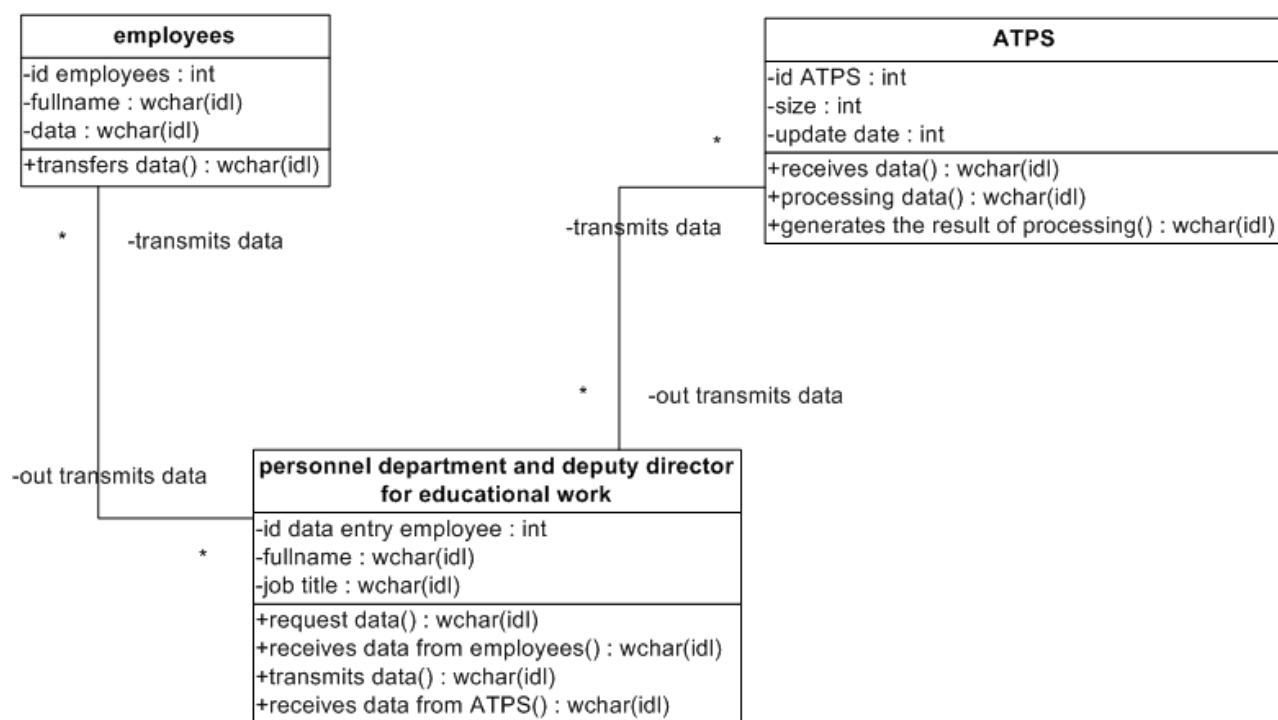 employees
-id employees : int
-fullname : wchar(idl)
-data : wchar(idl)
+transfers data() : wchar(idl)
*
-transmits data
ATPS
-id ATPS : int
-size : int
-update date : int
+receives data() : wchar(idl)
+processing data() : wchar(idl)
+generates the result of processing() : wchar(idl)
*
-transmits data
*
-out transmits data
-out transmits data
*
personnel department and deputy director
for educational work
-id data entry employee : int
-fullname : wchar(idl)
-job title : wchar(idl)
+request data() : wchar(idl)
+receives data from employees() : wchar(idl)
+transmits data() : wchar(idl)
+receives data from ATPS() : wchar(idl)